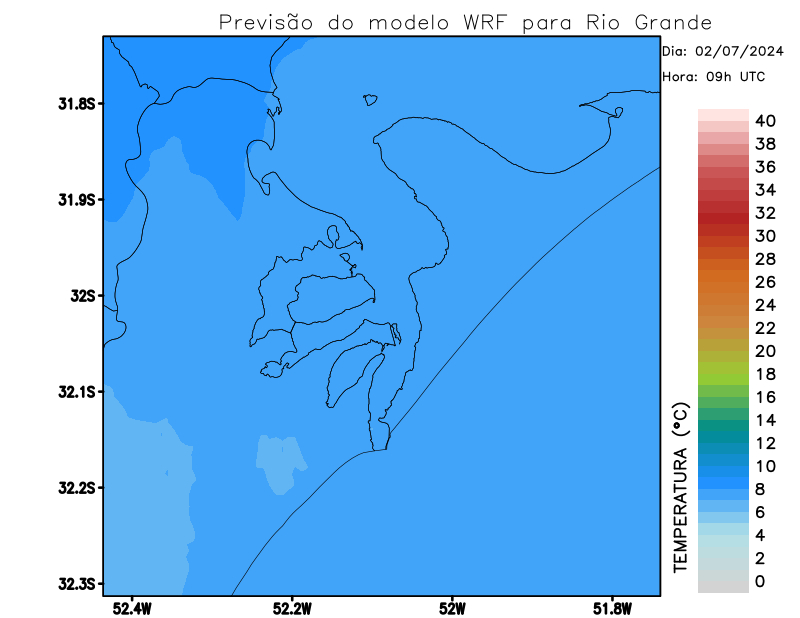 Previsão do modelo WRF para Rio Grande
Dia: 02/07/2024
Hora: 09h UTC
31.8S
31.9S
32S
32.1S
32.2S
32.3S
52.4W
52.2W
52W
51.8W
TEMPERATURA (°C)
40
38
36
34
32
30
28
26
24
22
20
18
16
14
12
10
8
6
4
2
0